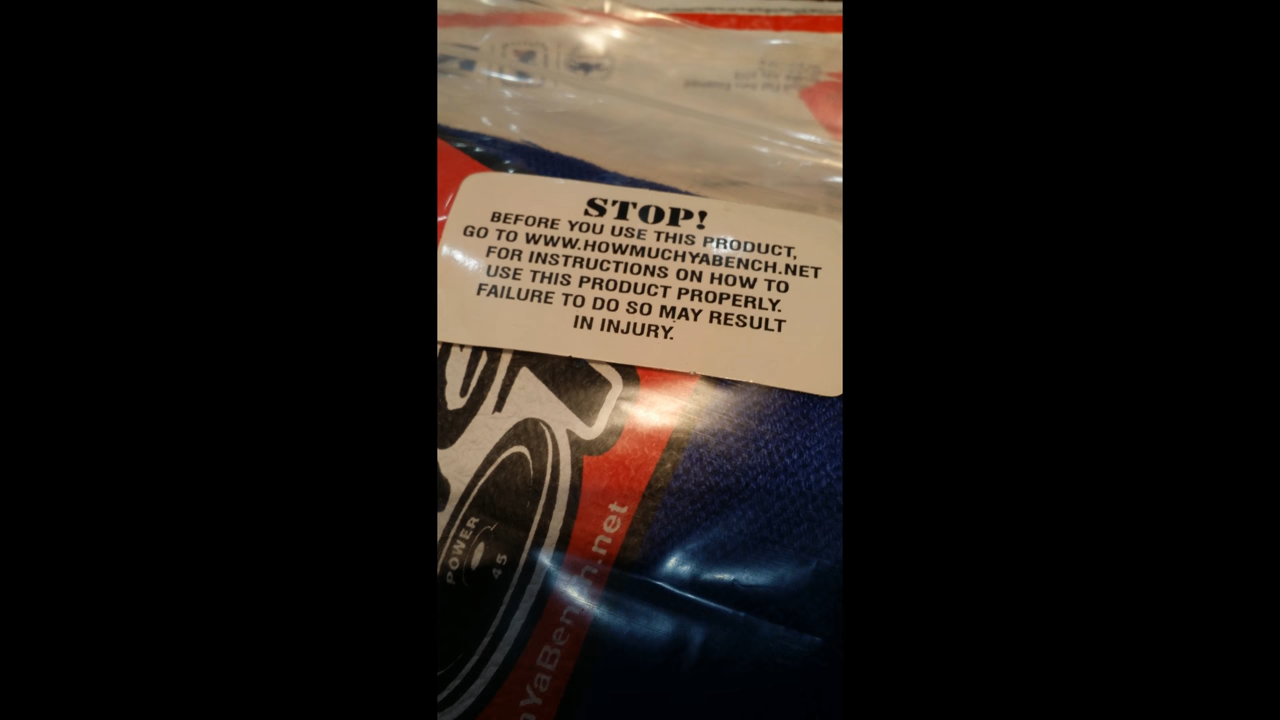 STOP!
BEFORE YOU USE THIS PRODUCT,
GO TO WWW.HOWMUCHYABENCH.NET
FOR INSTRUCTIONS ON HOW TO
USE THIS PRODUCT PROPERLY.
FAILURE TO DO SO MAY RESULT
IN INJURY.
POWER
45
YaBench.net